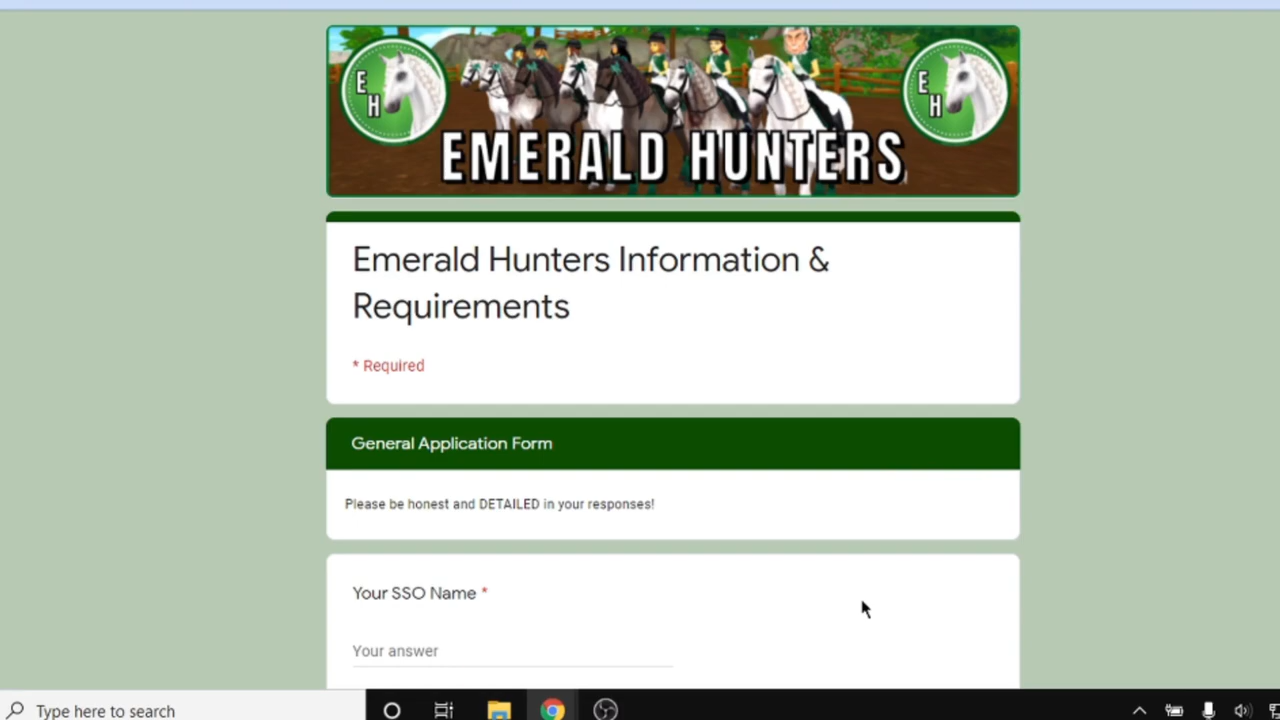 E
H
E
H
EMERALD HUNTERS
Emerald Hunters Information &
Requirements
* Required
General Application Form
Please be honest and DETAILED in your responses!
Your SSO Name *
Your answer
Type here to search